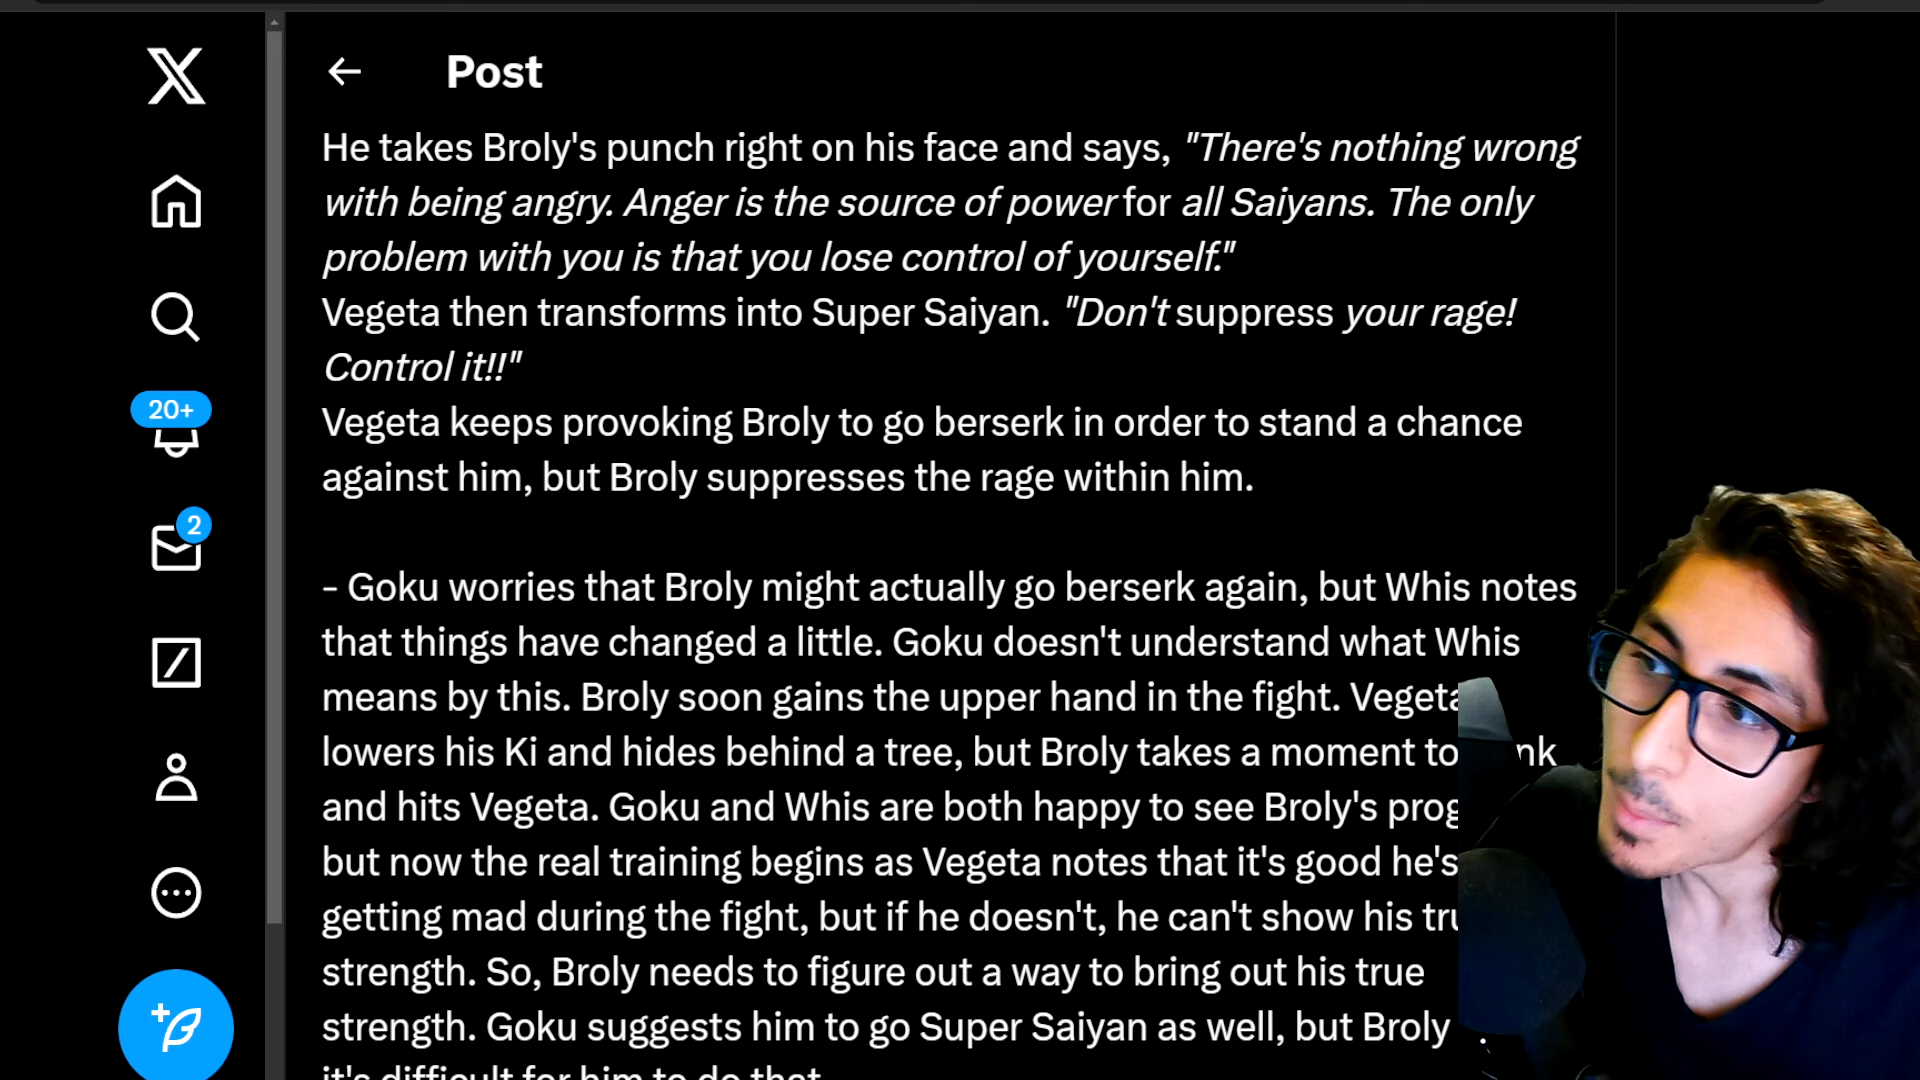 Post
He takes Broly's punch right on his face and says, "There's nothing wrong
with being angry. Anger is the source of power for all Saiyans. The only
problem with you is that you lose control of yourself."
Vegeta then transforms into Super Saiyan. "Don't suppress your rage!
Control it!!"
20+
Vegeta keeps provoking Broly to go berserk in order to stand a chance
against him, but Broly suppresses the rage within him.
2
- Goku worries that Broly might actually go berserk again, but Whis notes
that things have changed a little. Goku doesn't understand what Whis
means by this. Broly soon gains the upper hand in the fight. Vegeta
lowers his Ki and hides behind a tree, but Broly takes a moment to
and hits Vegeta. Goku and Whis are both happy to see Broly's
but now the real training begins as Vegeta notes that it's good he's
getting mad during the fight, but if he doesn't, he can't show his
strength. So, Broly needs to figure out a way to bring out his true
strength. Goku suggests him to go Super Saiyan as well, but Broly
it's difficult for him to do that